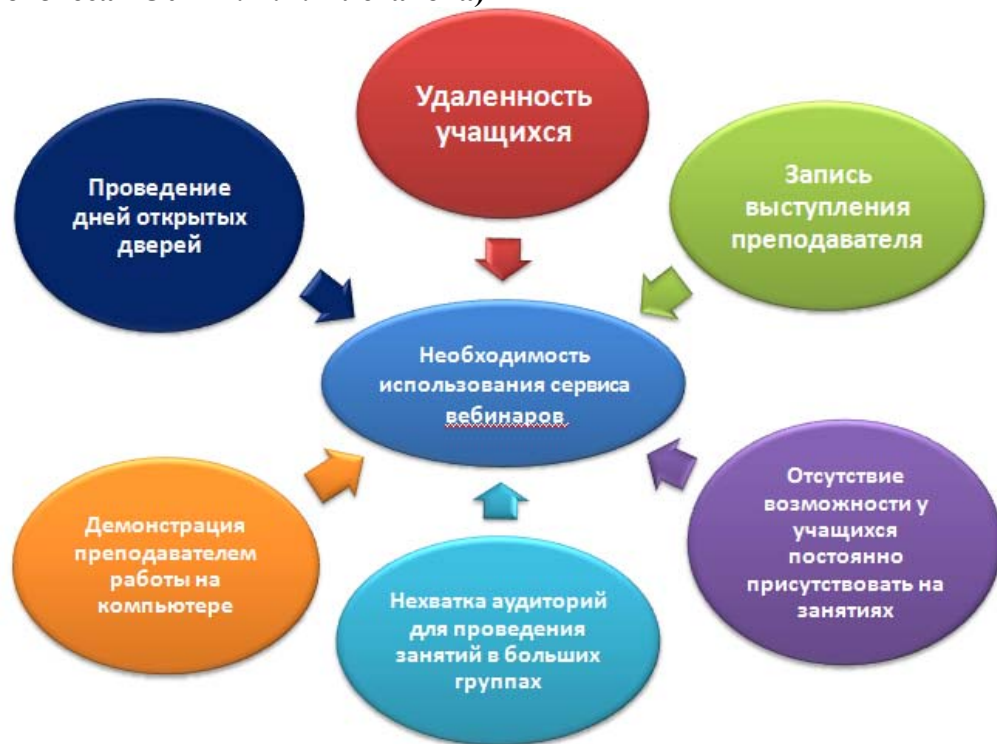 Удаленность
учащихся
Проведение
дней открытых
дверей
Запись
выступления
преподавателя
Необходимость
использования сервиса
вебинаров
Демонстрация
преподавателем
работы на
компьютере
Нехватка аудиторий
для проведения
занятий в больших
группах
Отсутствие
возможности у
учащихся
постоянно
присутствовать на
занятиях